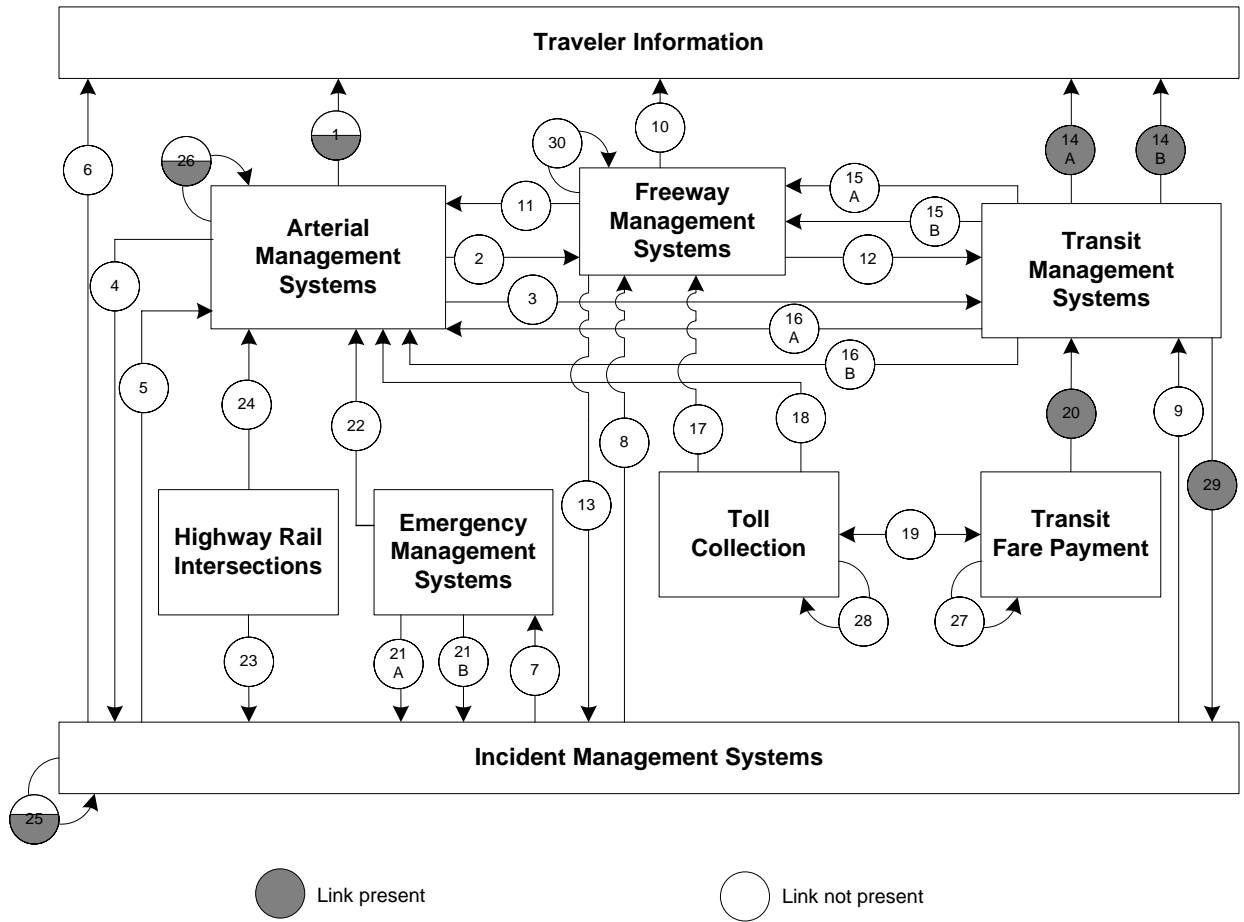 Traveler Information
1
10
14
A
14
B
6
26
30
15
A
11
15
B
Freeway
Management
Systems
Arterial
Management
Systems
Transit
Management
Systems
4
2
12
3
16
A
16
B
5
24
22
8
17
18
20
9
13
29
Highway Rail
Intersections
Emergency
Management
Systems
Toll
Collection
19
Transit
Fare Payment
23
21
A
21
B
7
28
27
Incident Management Systems
25
Link present
Link not present